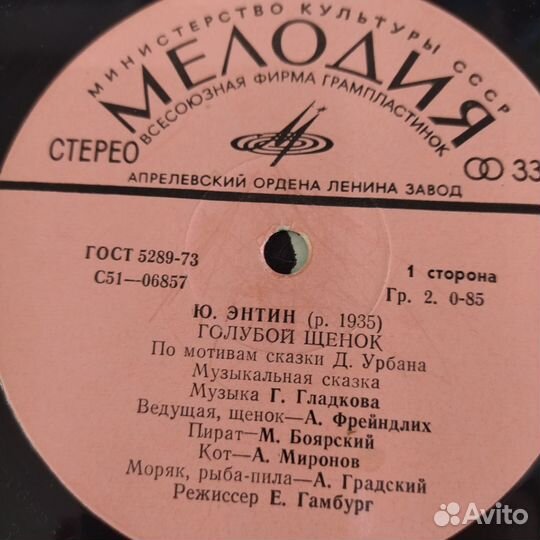 МИНИСТЕРСТВО КУЛЬТУРЫ СССР
МЕЛОДИЯ
ВСЕСОЮЗНАЯ ФИРМА ГРАМПЛАСТИНОК
СТЕРЕО
33
АПРЕЛЕВСКИЙ ОРДЕНА ЛЕНИНА ЗАВОД
ГОСТ 5289-73
С51—06857
1 сторона
Гр. 2. 0-85
Ю. ЭНТИН (р. 1935)
ГОЛУБОЙ ЩЕНОК
По мотивам сказки Д. Урбана
Музыкальная сказка
Музыка Г. Гладкова
Ведущая, щенок—А. Фрейндлих
Пират—М. Боярский
Кот—А. Миронов
Моряк, рыба-пила—А. Градский
Режиссер Е. Гамбург
Avito